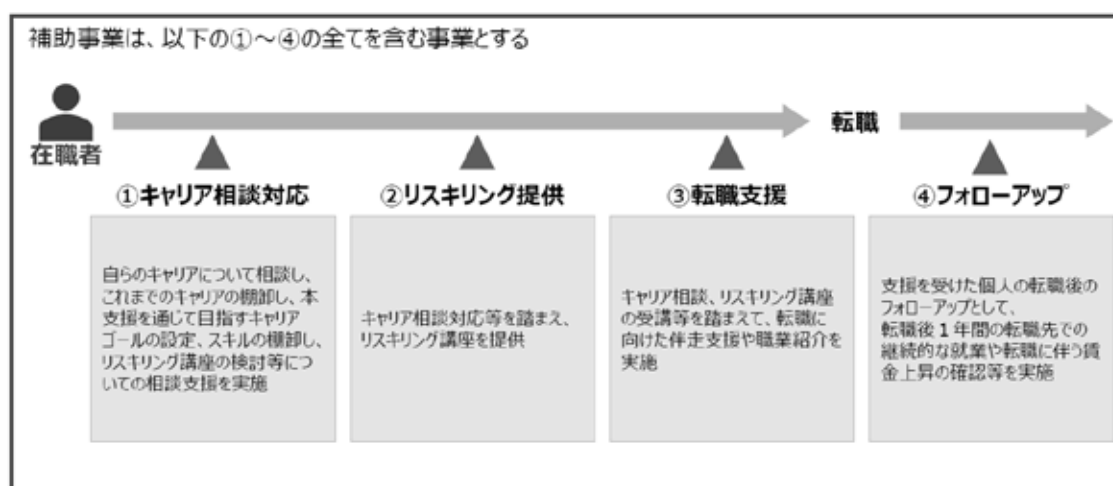 補助事業は、以下の①～④の全てを含む事業とする
在職者
転職
①キャリア相談対応
自らのキャリアについて相談し、
これまでのキャリアの棚卸し、本
支援を通じて目指すキャリア
ゴールの設定、スキルの棚卸し、
リスキリング講座の検討等につ
いての相談支援を実施
②リスキリング提供
キャリア相談対応等を踏まえ、
リスキリング講座を提供
③転職支援
キャリア相談、リスキリング講座
の受講等を踏まえて、転職に
向けた伴走支援や職業紹介を
実施
④フォローアップ
支援を受けた個人の転職後の
フォローアップとして、
転職後１年間の転職先での
継続的な就業や転職に伴う賃
金上昇の確認等を実施